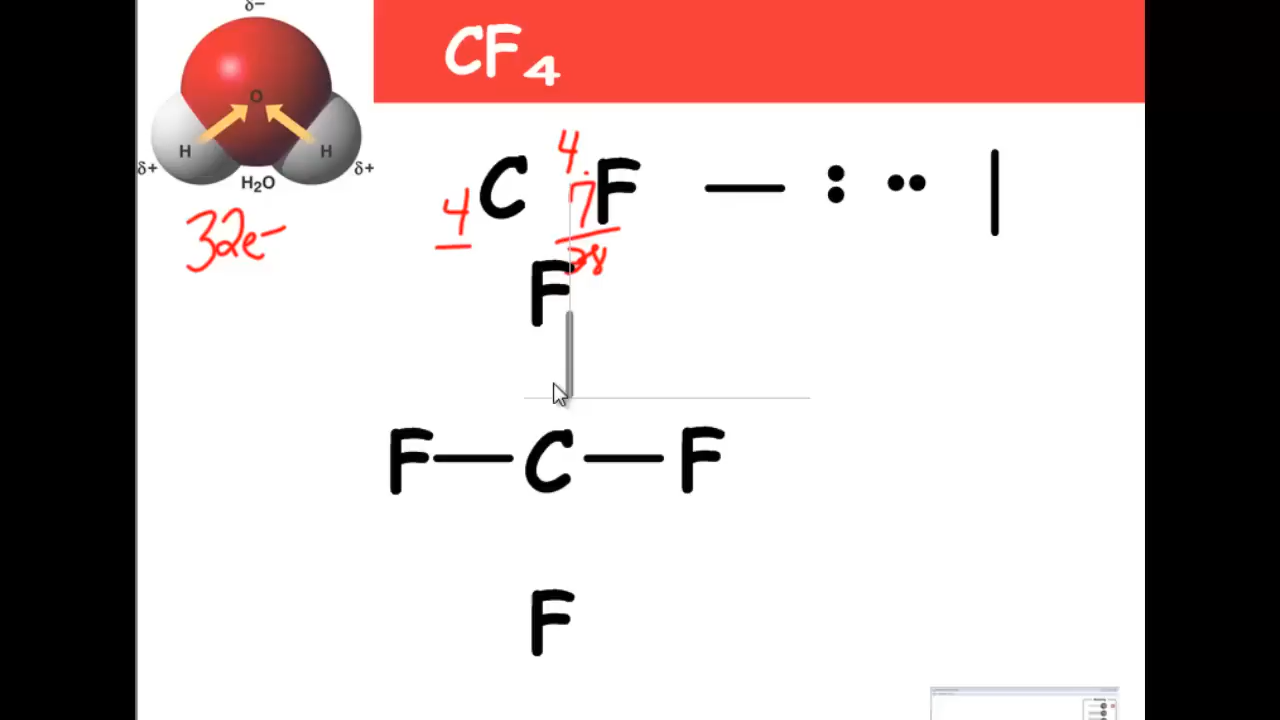 δ−
O
H H
δ+ δ+
H₂O
32e−
CF₄
4
C F
4 7
28
F
F—C—F
F